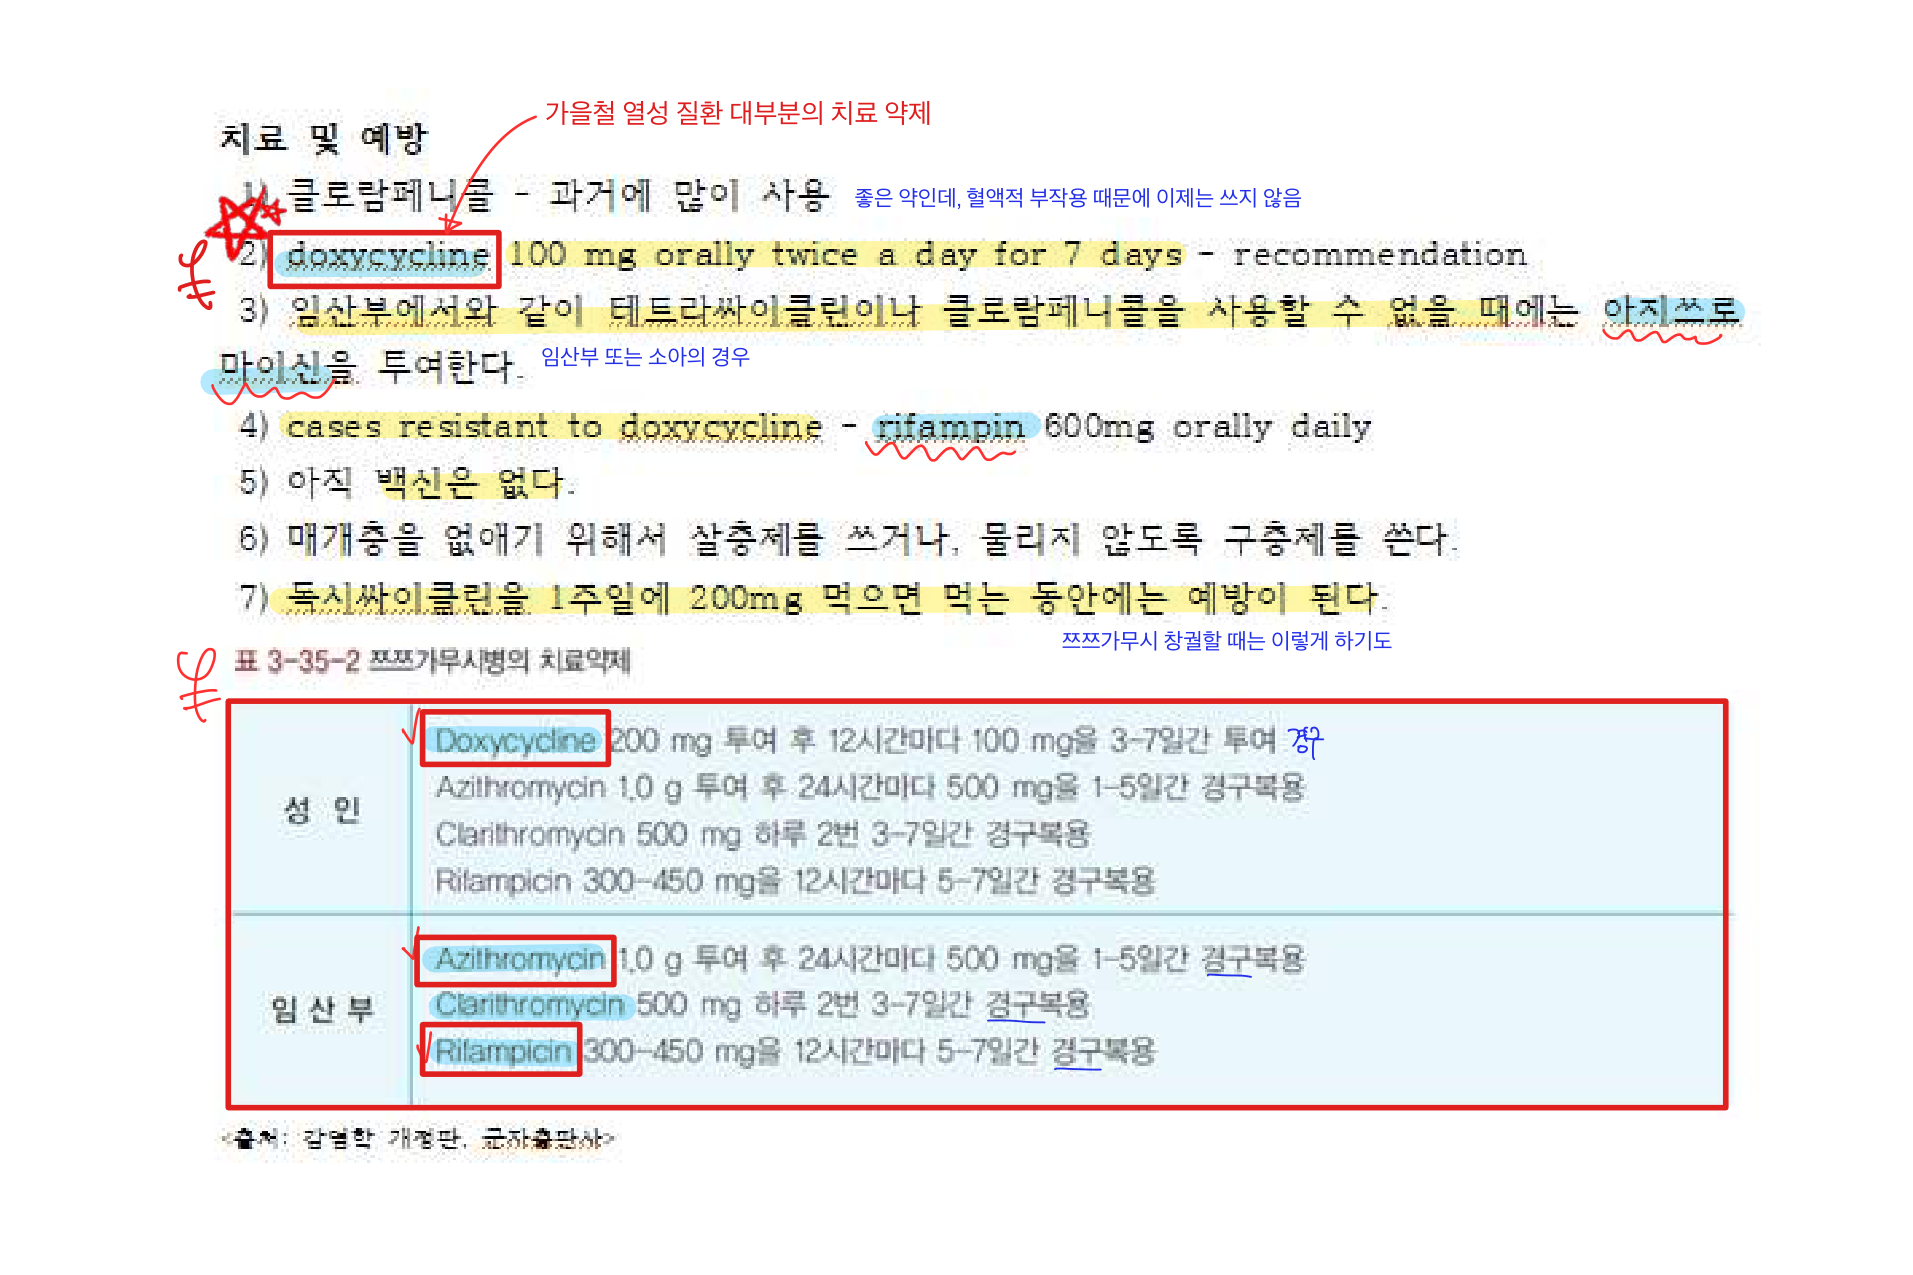 가을철 열성 질환 대부분의 치료 약제
치료 및 예방
1) 클로람페니콜 - 과거에 많이 사용 좋은 약인데, 혈액적 부작용 때문에 이제는 쓰지 않음
2) doxycycline 100 mg orally twice a day for 7 days - recommendation
3) 임산부에서와 같이 테트라싸이클린이나 클로람페니콜을 사용할 수 없을 때에는 아지쓰로
마이신을 투여한다. 임산부 또는 소아의 경우
4) cases resistant to doxycycline - rifampin 600mg orally daily
5) 아직 백신은 없다.
6) 매개충을 없애기 위해서 살충제를 쓰거나, 물리지 않도록 구충제를 쓴다.
7) 독시싸이클린을 1주일에 200mg 먹으면 먹는 동안에는 예방이 된다.
쯔쯔가무시 창궐할 때는 이렇게 하기도
표 3-35-2 쯔쯔가무시병의 치료약제
Doxycycline 200 mg 투여 후 12시간마다 100 mg을 3-7일간 투여 경구
Azithromycin 1.0 g 투여 후 24시간마다 500 mg을 1-5일간 경구복용
성 인
Clarithromycin 500 mg 하루 2번 3-7일간 경구복용
Rifampicin 300-450 mg을 12시간마다 5-7일간 경구복용
Azithromycin 1.0 g 투여 후 24시간마다 500 mg을 1-5일간 경구복용
임 산 부
Clarithromycin 500 mg 하루 2번 3-7일간 경구복용
Rifampicin 300-450 mg을 12시간마다 5-7일간 경구복용
<출처: 감염학 개정판, 군자출판사>